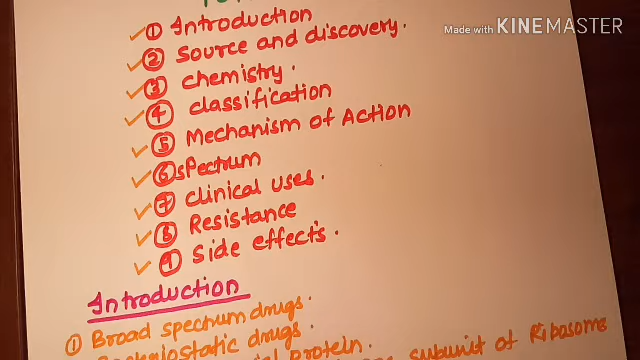 Made with KINEMASTER
① Introduction
② Source and discovery.
③ chemistry.
④ classification
⑤ Mechanism of Action
⑥ spectrum
⑦ clinical uses.
⑧ Resistance
⑨ Side effects.
Introduction
① Broad spectrum drugs.
drugs.
Protein. subunit of Ribosome